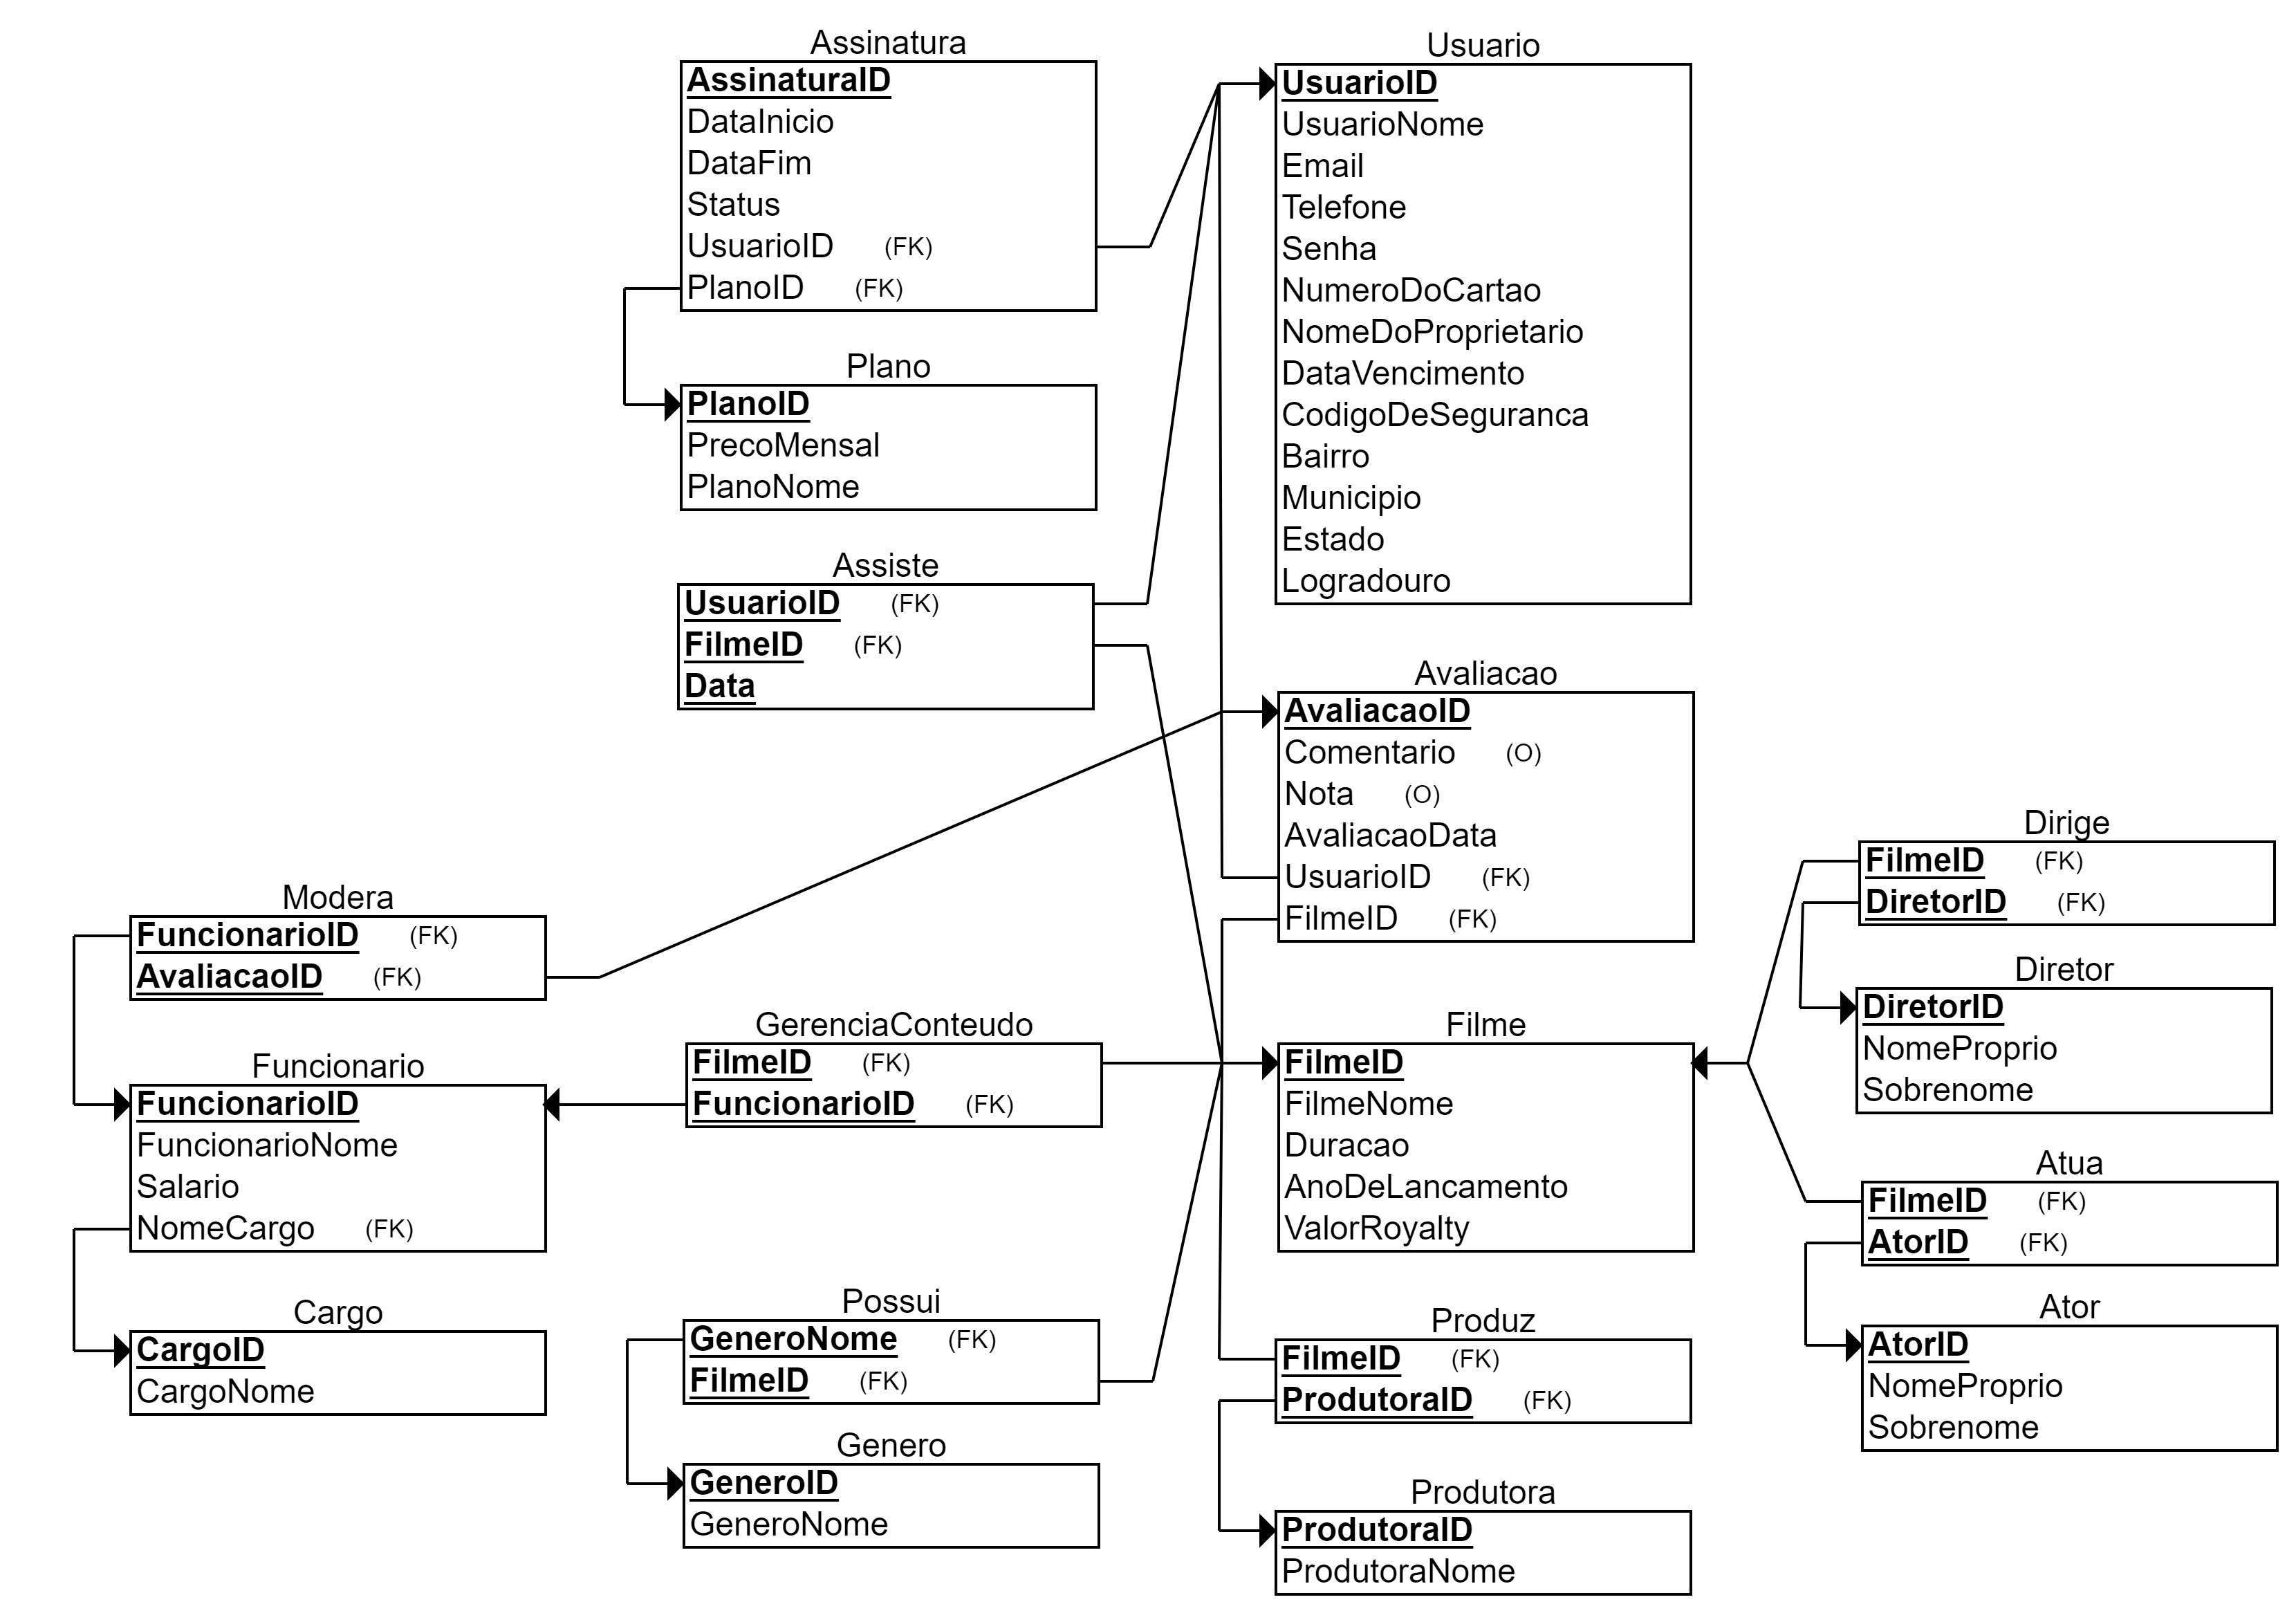 Assinatura
AssinaturaID
DataInicio
DataFim
Status
UsuarioID (FK)
PlanoID (FK)
Plano
PlanoID
PrecoMensal
PlanoNome
Assiste
UsuarioID (FK)
FilmeID (FK)
Data
Usuario
UsuarioID
UsuarioNome
Email
Telefone
Senha
NumeroDoCartao
NomeDoProprietario
DataVencimento
CodigoDeSeguranca
Bairro
Municipio
Estado
Logradouro
Avaliacao
AvaliacaoID
Comentario (O)
Nota (O)
AvaliacaoData
UsuarioID (FK)
FilmeID (FK)
Modera
FuncionarioID (FK)
AvaliacaoID (FK)
Funcionario
FuncionarioID
FuncionarioNome
Salario
NomeCargo (FK)
Cargo
CargoID
CargoNome
GerenciaConteudo
FilmeID (FK)
FuncionarioID (FK)
Possui
GeneroNome (FK)
FilmeID (FK)
Genero
GeneroID
GeneroNome
Filme
FilmeID
FilmeNome
Duracao
AnoDeLancamento
ValorRoyalty
Produz
FilmeID (FK)
ProdutoraID (FK)
Produtora
ProdutoraID
ProdutoraNome
Dirige
FilmeID (FK)
DiretorID (FK)
Diretor
DiretorID
NomeProprio
Sobrenome
Atua
FilmeID (FK)
AtorID (FK)
Ator
AtorID
NomeProprio
Sobrenome